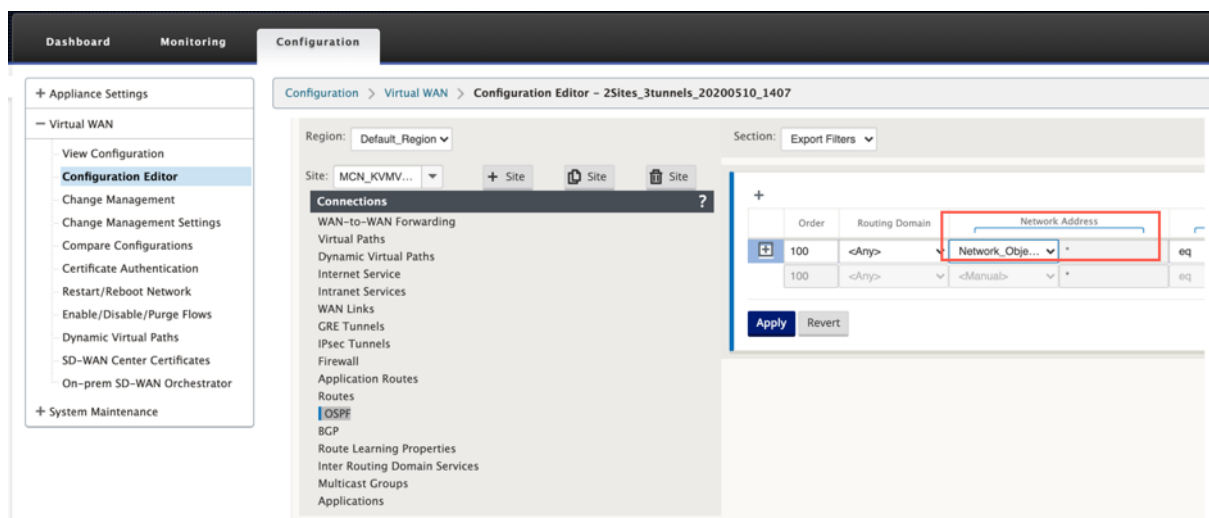 Dashboard Monitoring Configuration
+ Appliance Settings
− Virtual WAN
View Configuration
Configuration Editor
Change Management
Change Management Settings
Compare Configurations
Certificate Authentication
Restart/Reboot Network
Enable/Disable/Purge Flows
Dynamic Virtual Paths
SD-WAN Center Certificates
On-prem SD-WAN Orchestrator
+ System Maintenance
Configuration > Virtual WAN > Configuration Editor - 2Sites_3tunnels_20200510_1407
Region: Default_Region
Site: MCN_KVMV... + Site Site Site
Connections ?
WAN-to-WAN Forwarding
Virtual Paths
Dynamic Virtual Paths
Internet Service
Intranet Services
WAN Links
GRE Tunnels
IPsec Tunnels
Firewall
Application Routes
Routes
OSPF
BGP
Route Learning Properties
Inter Routing Domain Services
Multicast Groups
Applications
Section: Export Filters
+
Order Routing Domain Network Address
+ 100 <Any> Network_Obje... * eq
100 <Any> <Manual> * eq
Apply Revert